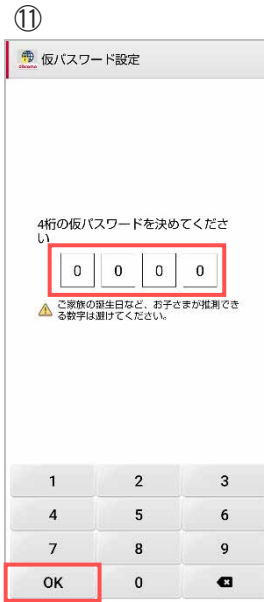 ⑪
docomo
仮パスワード設定
4桁の仮パスワードを決めてくださ
い
0 0 0 0
ご家族の誕生日など、お子さまが推測でき
る数字は避けてください。
1 2 3
4 5 6
7 8 9
OK 0